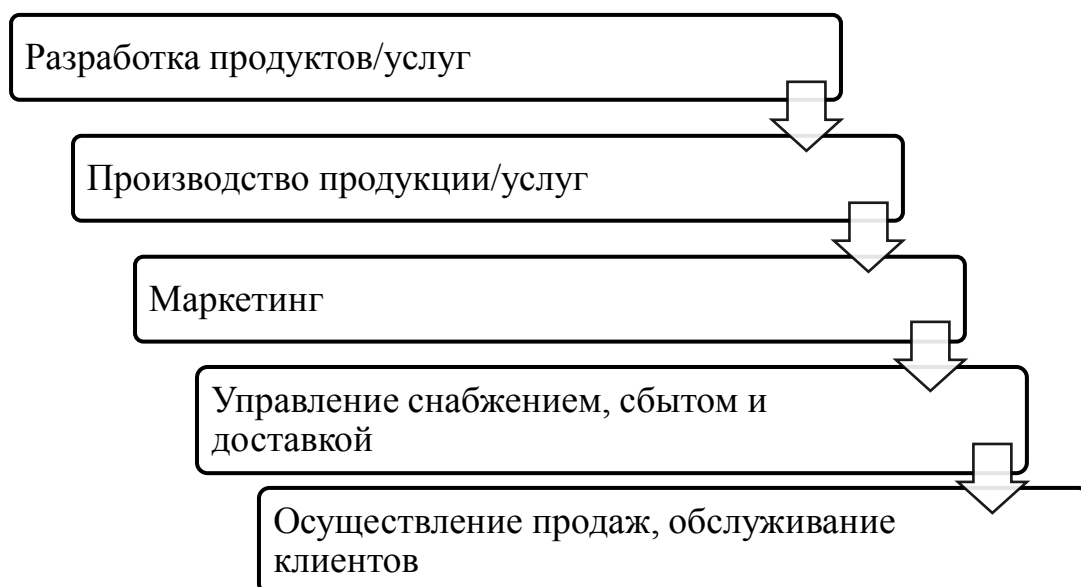 Разработка продуктов/услуг
Производство продукции/услуг
Маркетинг
Управление снабжением, сбытом и
доставкой
Осуществление продаж, обслуживание
клиентов